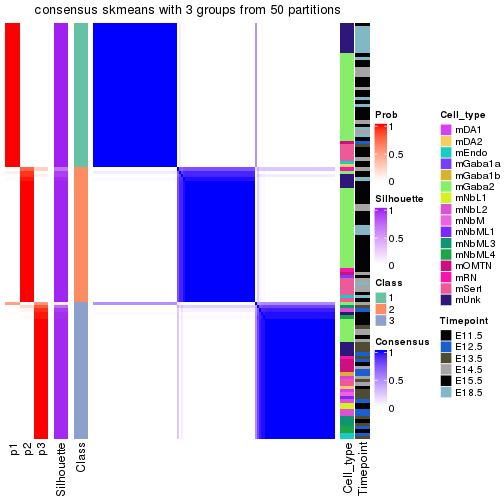 consensus skmeans with 3 groups from 50 partitions
Prob
1
0.5
0
Silhouette
1
0.5
0
Class
1
2
3
Consensus
1
0.5
0
Cell_type
mDA1
mDA2
mEndo
mGaba1a
mGaba1b
mGaba2
mNbL1
mNbL2
mNbM
mNbML1
mNbML3
mNbML4
mOMTN
mRN
mSert
mUnk
Timepoint
E11.5
E12.5
E13.5
E14.5
E15.5
E18.5
p1
p2
p3
Silhouette
Class
Cell_type
Timepoint